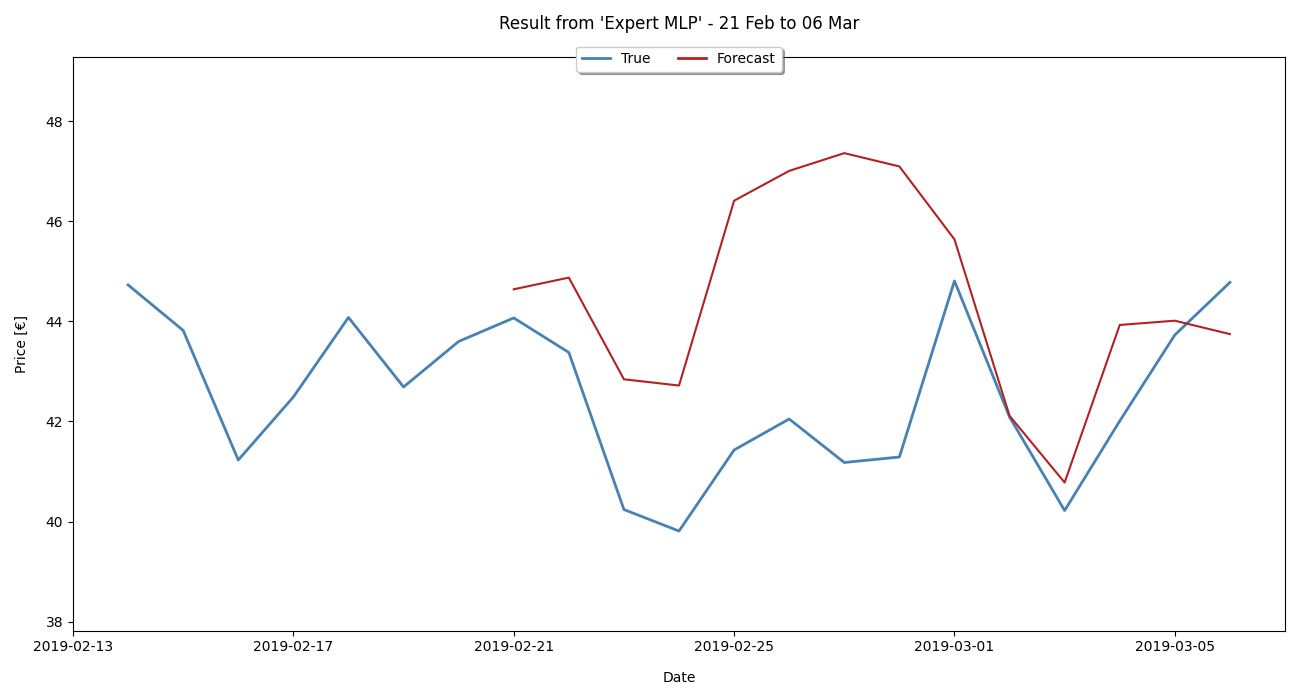 Result from 'Expert MLP' - 21 Feb to 06 Mar
True Forecast
48
46
44
42
40
38
Price [€]
2019-02-13 2019-02-17 2019-02-21 2019-02-25 2019-03-01 2019-03-05
Date